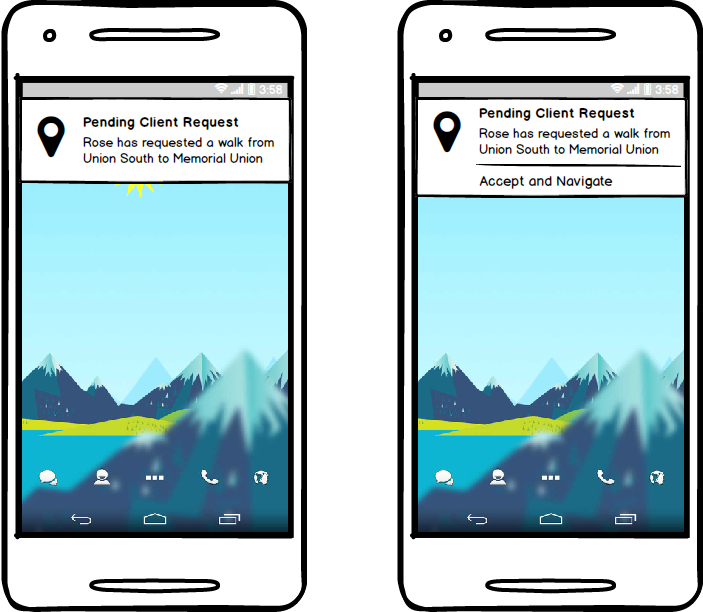 3:58
Pending Client Request
Rose has requested a walk from
Union South to Memorial Union
3:58
Pending Client Request
Rose has requested a walk from
Union South to Memorial Union
Accept and Navigate